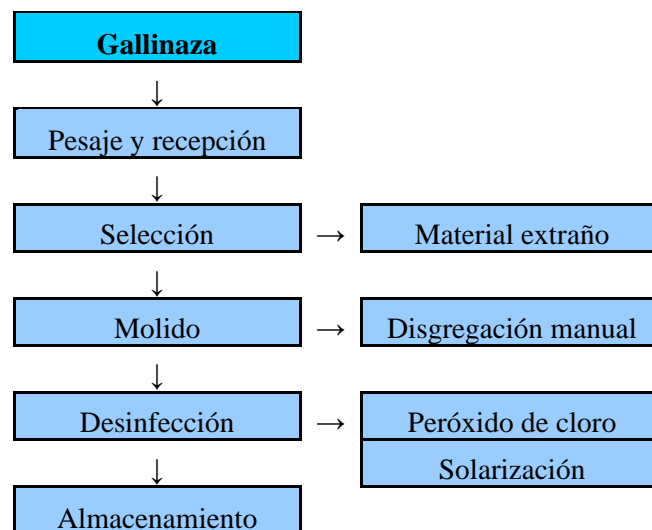 Gallinaza
↓
Pesaje y recepción
↓
Selección → Material extraño
↓
Molido → Disgregación manual
↓
Desinfección → Peróxido de cloro
Solarización
↓
Almacenamiento